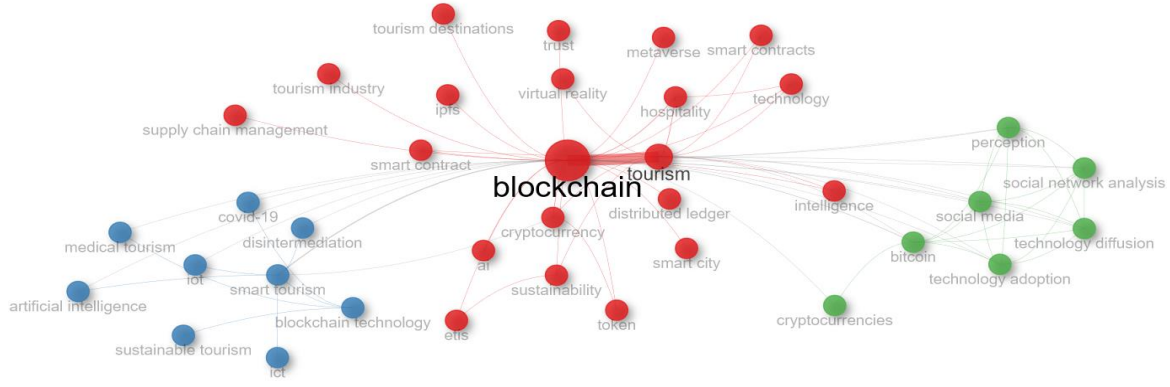 tourism destinations
trust
metaverse
smart contracts
tourism industry
ipfs
virtual reality
hospitality
technology
supply chain management
smart contract
blockchain
tourism
perception
social network analysis
intelligence
social media
covid-19
distributed ledger
cryptocurrency
medical tourism
disintermediation
technology diffusion
bitcoin
smart city
ai
iot
smart tourism
sustainability
technology adoption
artificial intelligence
blockchain technology
etis
token
cryptocurrencies
sustainable tourism
ict